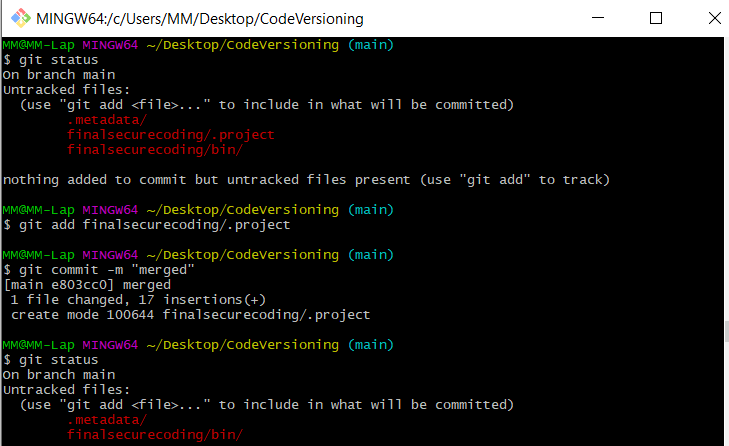 MINGW64:/c/Users/MM/Desktop/CodeVersioning
MM@MM-Lap MINGW64 ~/Desktop/CodeVersioning (main)
$ git status
On branch main
Untracked files:
  (use "git add <file>..." to include in what will be committed)
        .metadata/
        finalsecurecoding/.project
        finalsecurecoding/bin/

nothing added to commit but untracked files present (use "git add" to track)

MM@MM-Lap MINGW64 ~/Desktop/CodeVersioning (main)
$ git add finalsecurecoding/.project

MM@MM-Lap MINGW64 ~/Desktop/CodeVersioning (main)
$ git commit -m "merged"
[main e803cc0] merged
 1 file changed, 17 insertions(+)
 create mode 100644 finalsecurecoding/.project

MM@MM-Lap MINGW64 ~/Desktop/CodeVersioning (main)
$ git status
On branch main
Untracked files:
  (use "git add <file>..." to include in what will be committed)
        .metadata/
        finalsecurecoding/bin/